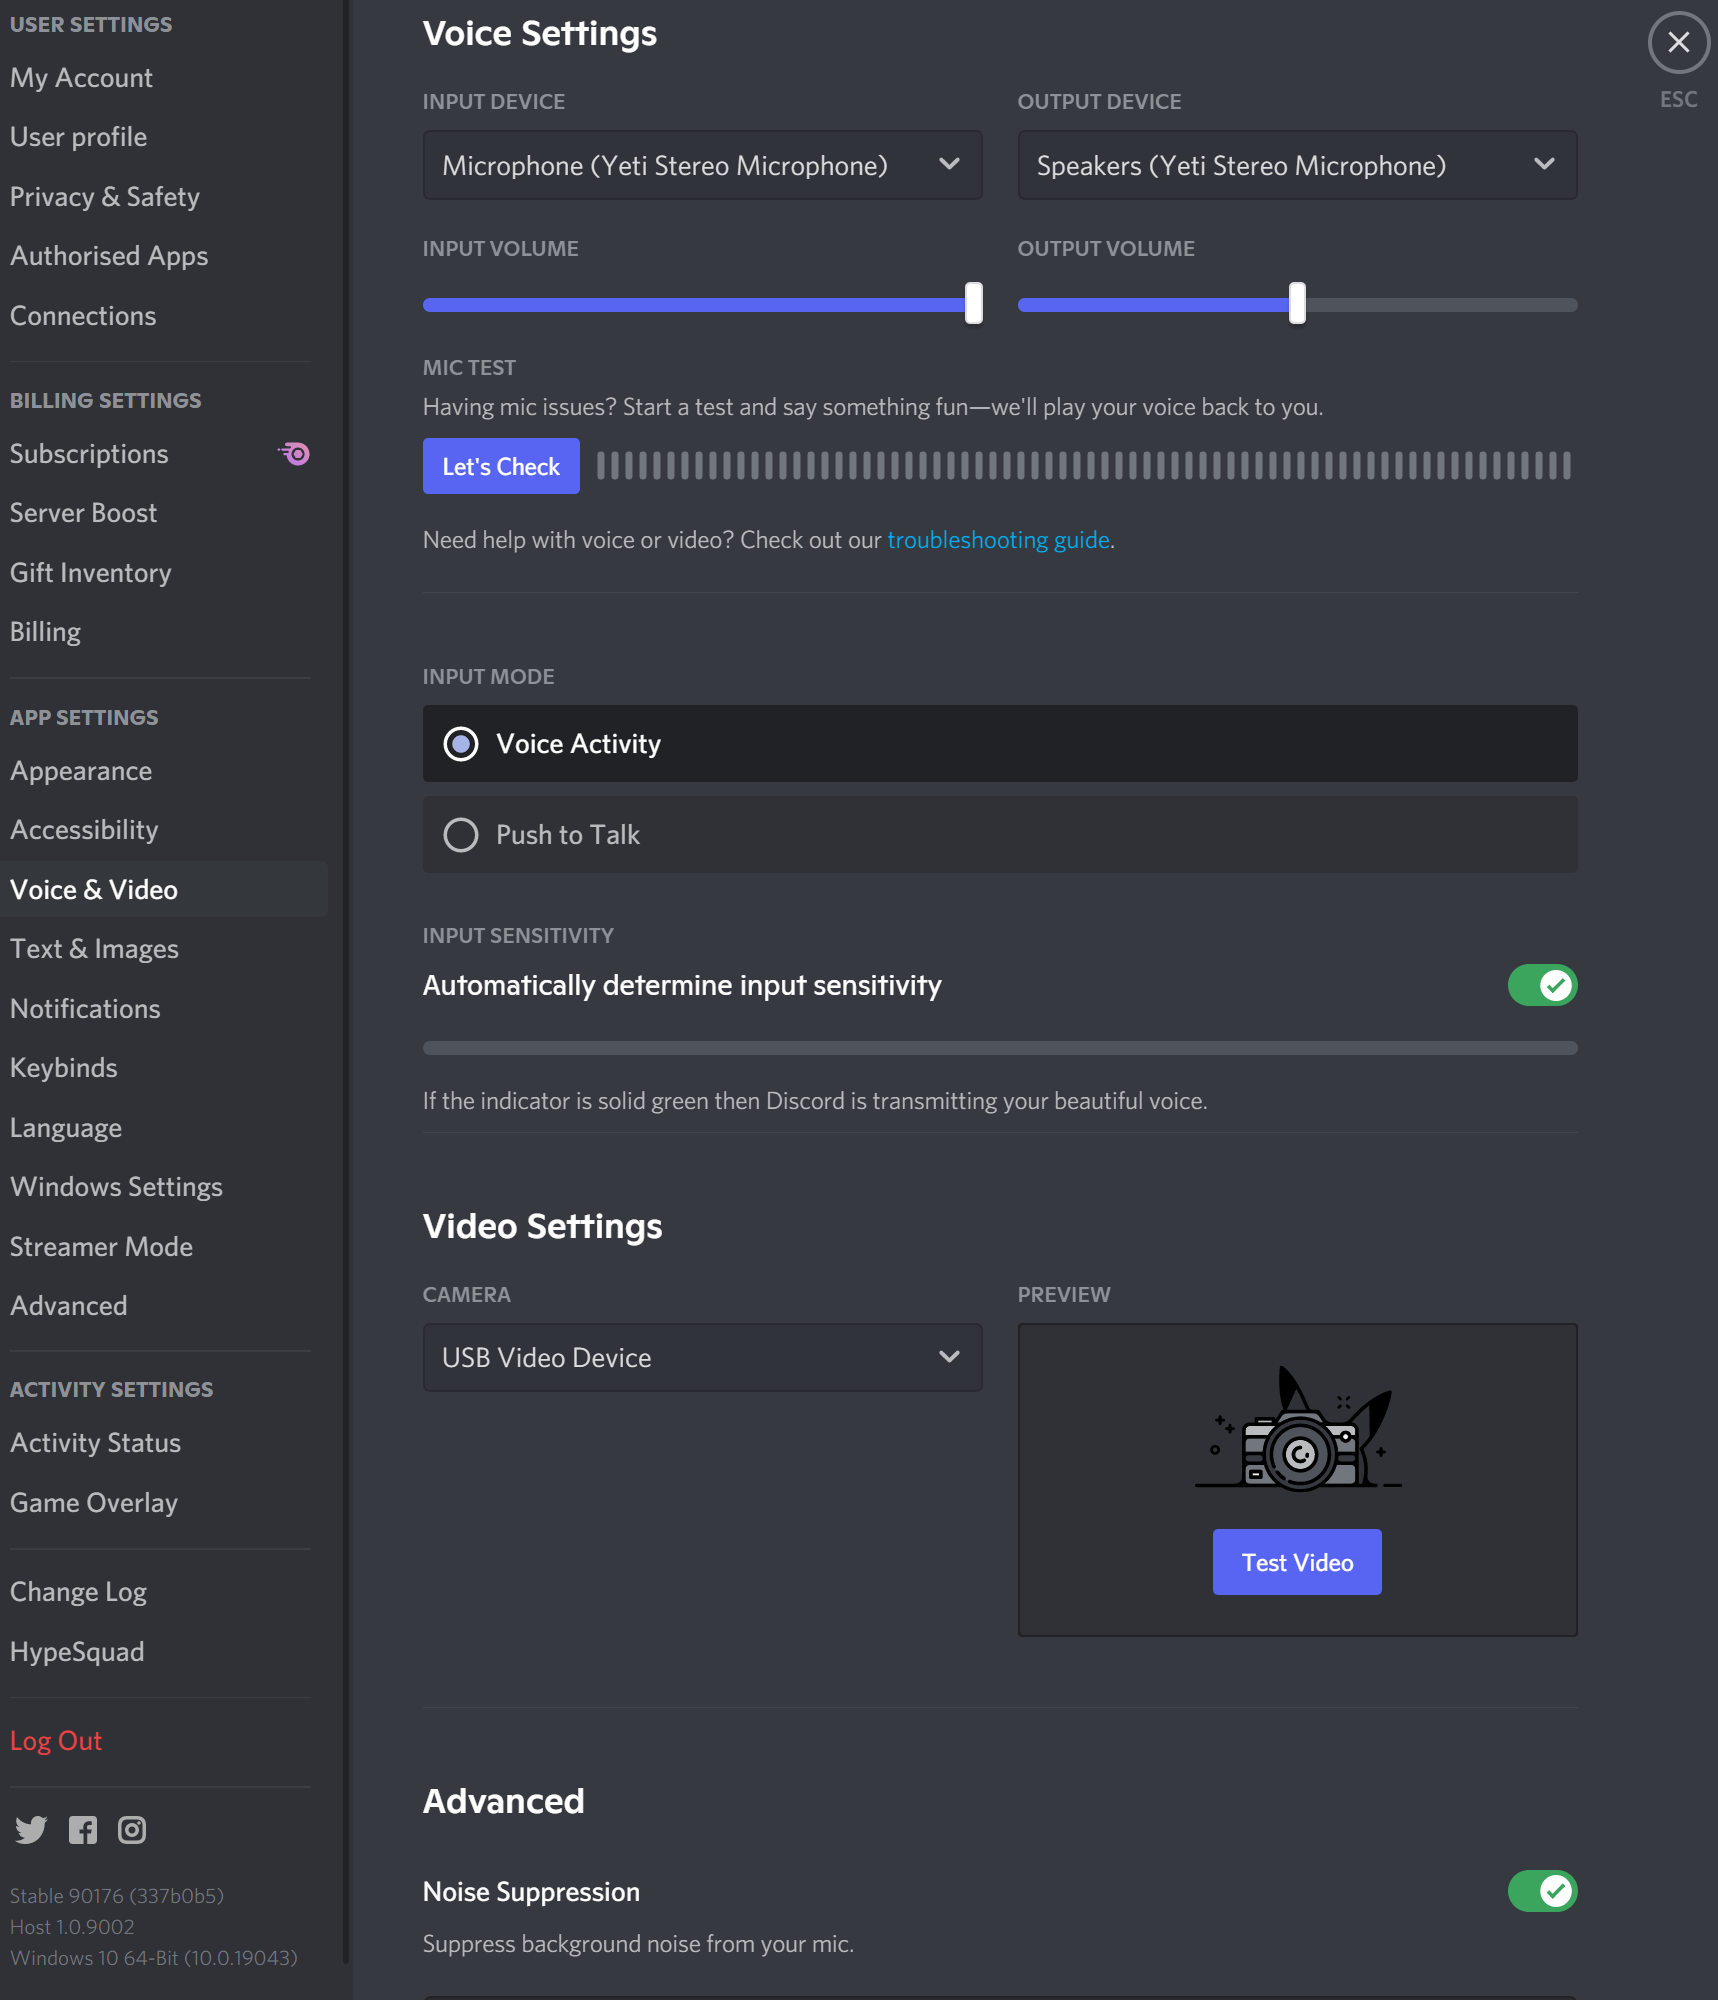 USER SETTINGS
My Account
User profile
Privacy & Safety
Authorised Apps
Connections
BILLING SETTINGS
Subscriptions
Server Boost
Gift Inventory
Billing
APP SETTINGS
Appearance
Accessibility
Voice & Video
Text & Images
Notifications
Keybinds
Language
Windows Settings
Streamer Mode
Advanced
ACTIVITY SETTINGS
Activity Status
Game Overlay
Change Log
HypeSquad
Log Out
Stable 90176 (337b0b5)
Host 1.0.9002
Windows 10 64-Bit (10.0.19043)
Voice Settings
INPUT DEVICE
Microphone (Yeti Stereo Microphone)
OUTPUT DEVICE
Speakers (Yeti Stereo Microphone)
INPUT VOLUME
OUTPUT VOLUME
MIC TEST
Having mic issues? Start a test and say something fun—we'll play your voice back to you.
Let's Check
Need help with voice or video? Check out our troubleshooting guide.
INPUT MODE
Voice Activity
Push to Talk
INPUT SENSITIVITY
Automatically determine input sensitivity
If the indicator is solid green then Discord is transmitting your beautiful voice.
Video Settings
CAMERA
USB Video Device
PREVIEW
Test Video
Advanced
Noise Suppression
Suppress background noise from your mic.
ESC